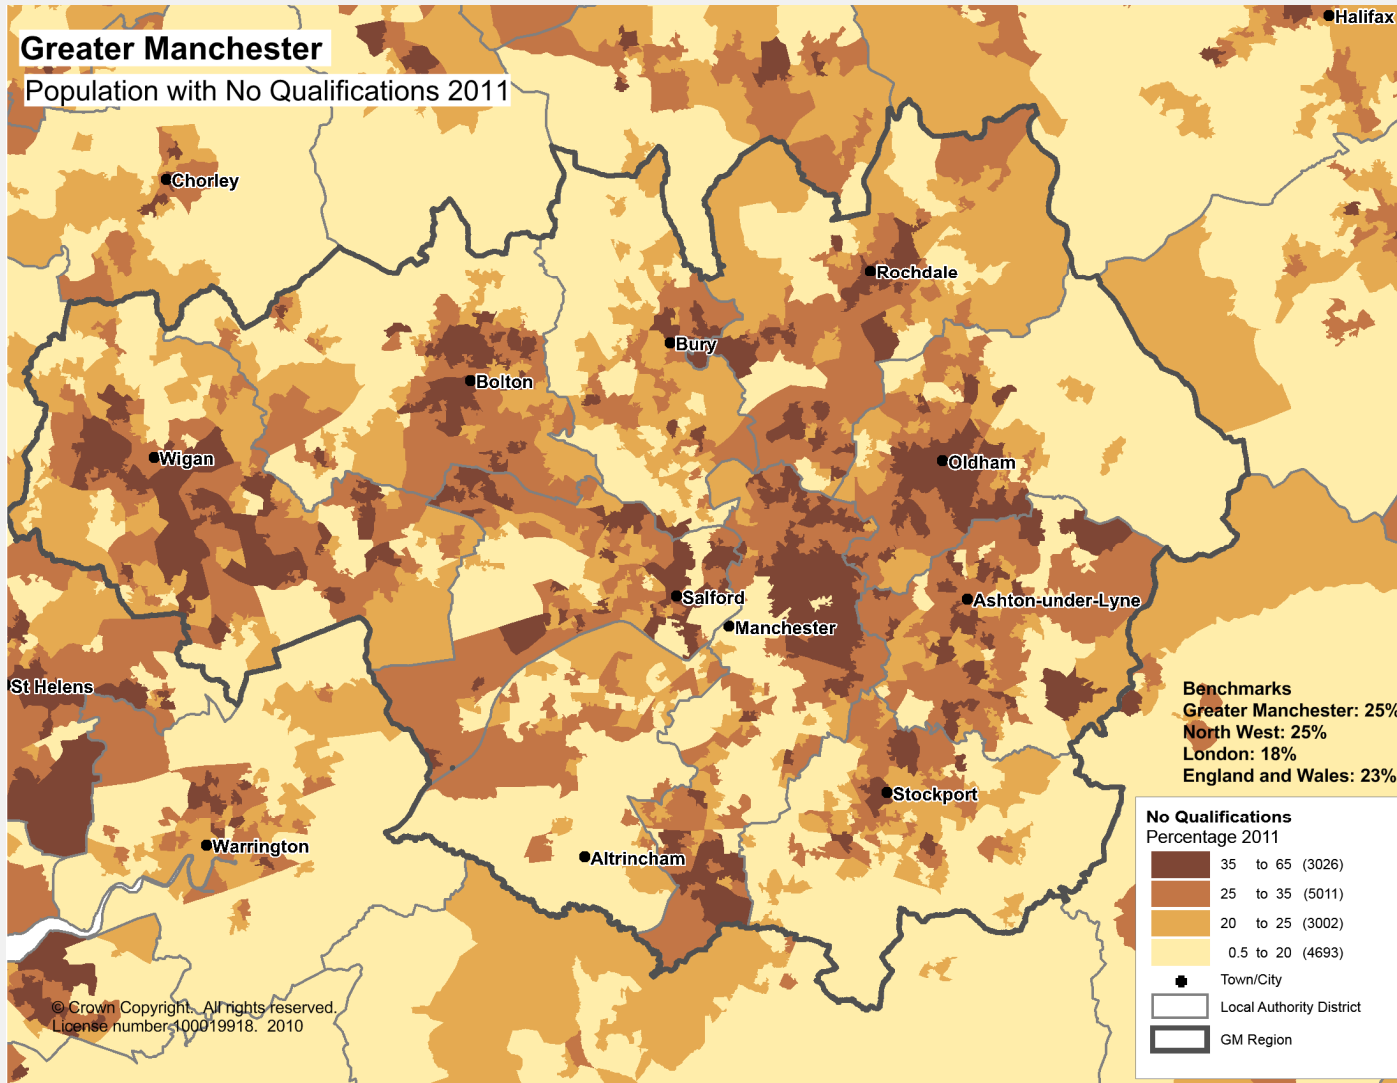 Greater Manchester
Population with No Qualifications 2011
Halifax
Chorley
Rochdale
Bury
Bolton
Wigan
Oldham
Salford
Ashton-under-Lyne
Manchester
St Helens
Stockport
Warrington
Altrincham
Benchmarks
Greater Manchester: 25%
North West: 25%
London: 18%
England and Wales: 23%
No Qualifications
Percentage 2011
35 to 65 (3026)
25 to 35 (5011)
20 to 25 (3002)
0.5 to 20 (4693)
Town/City
Local Authority District
GM Region
© Crown Copyright. All rights reserved.
License number 100019918. 2010